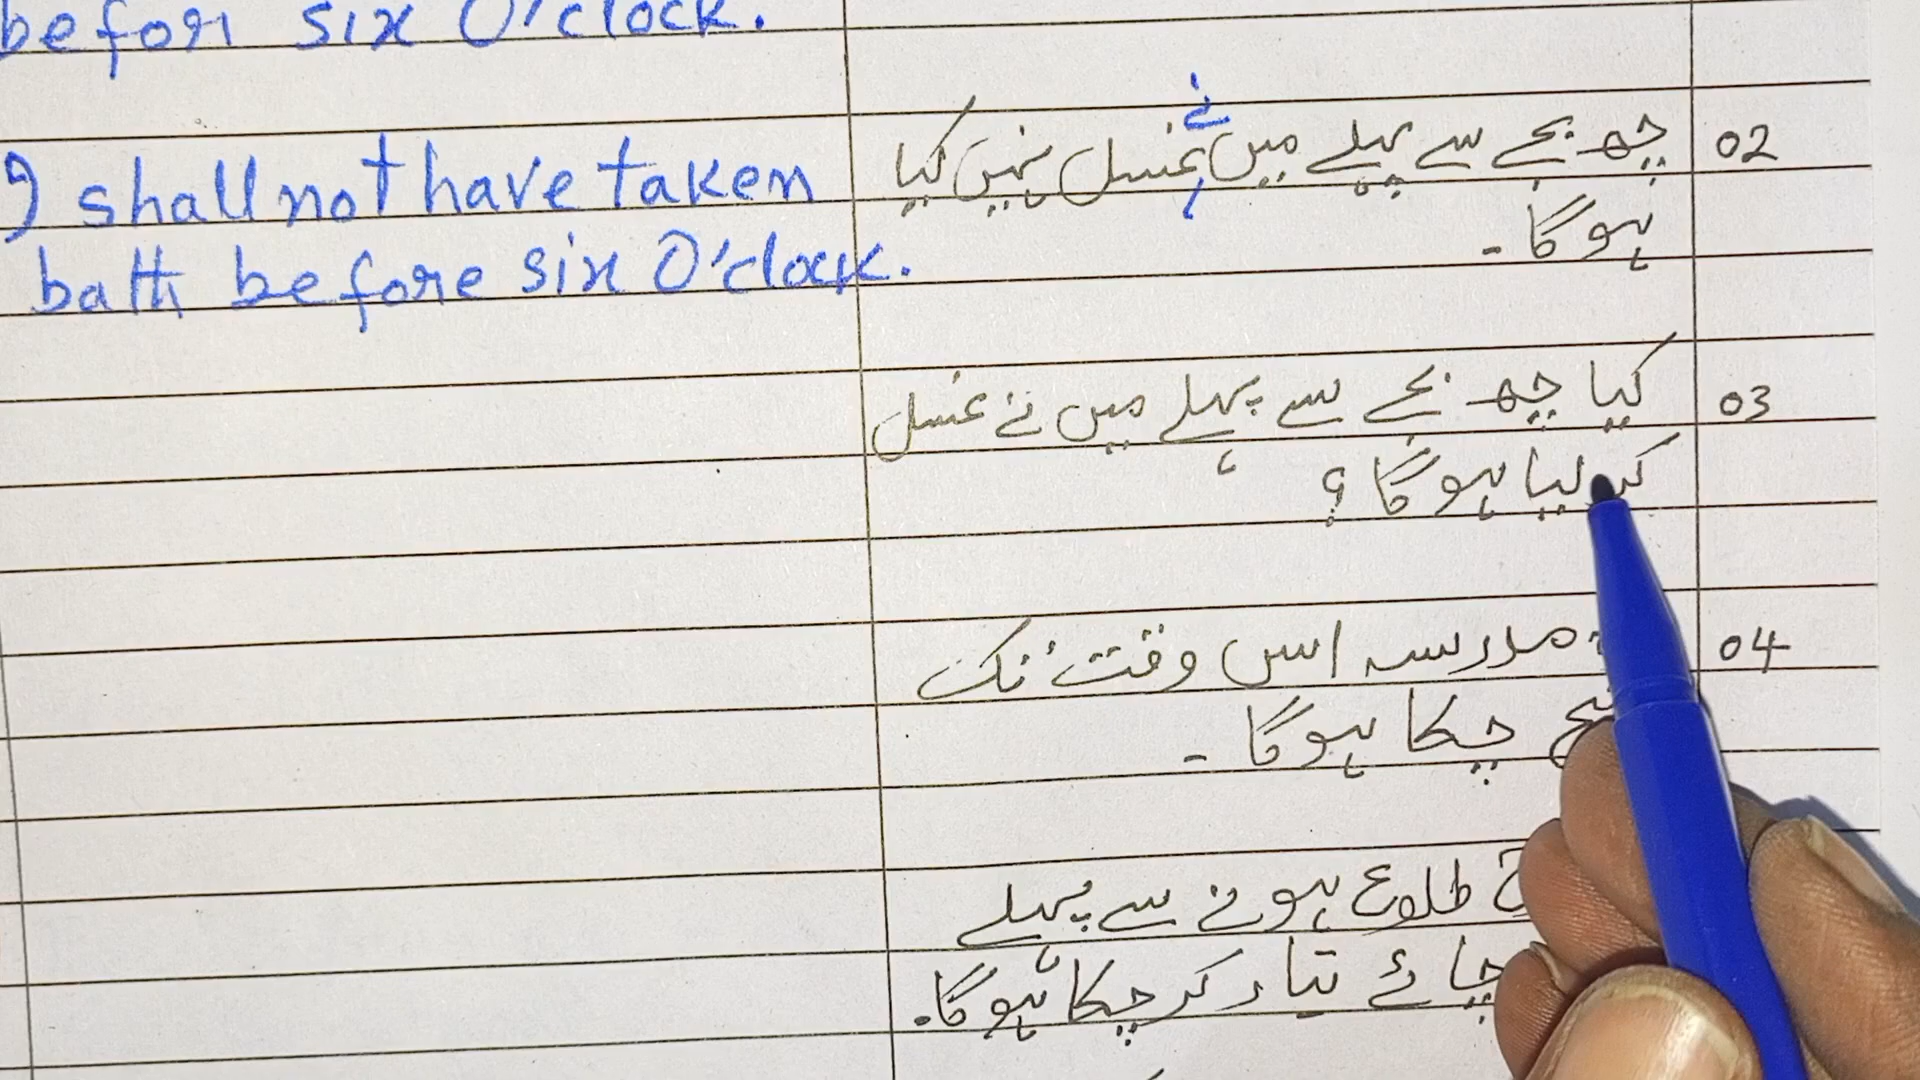 before six O'clock.
02
چھ بجے سے پہلے میں نے غسل نہیں کیا
ہوگا۔
I shall not have taken
bath before six O'clock.
03
کیا چھ بجے سے پہلے میں نے غسل
کر لیا ہوگا؟
04
مدرسہ اس وقت تک
چکا ہوگا۔
طلوع ہونے سے پہلے
چائے تیار کر چکا ہوگا۔